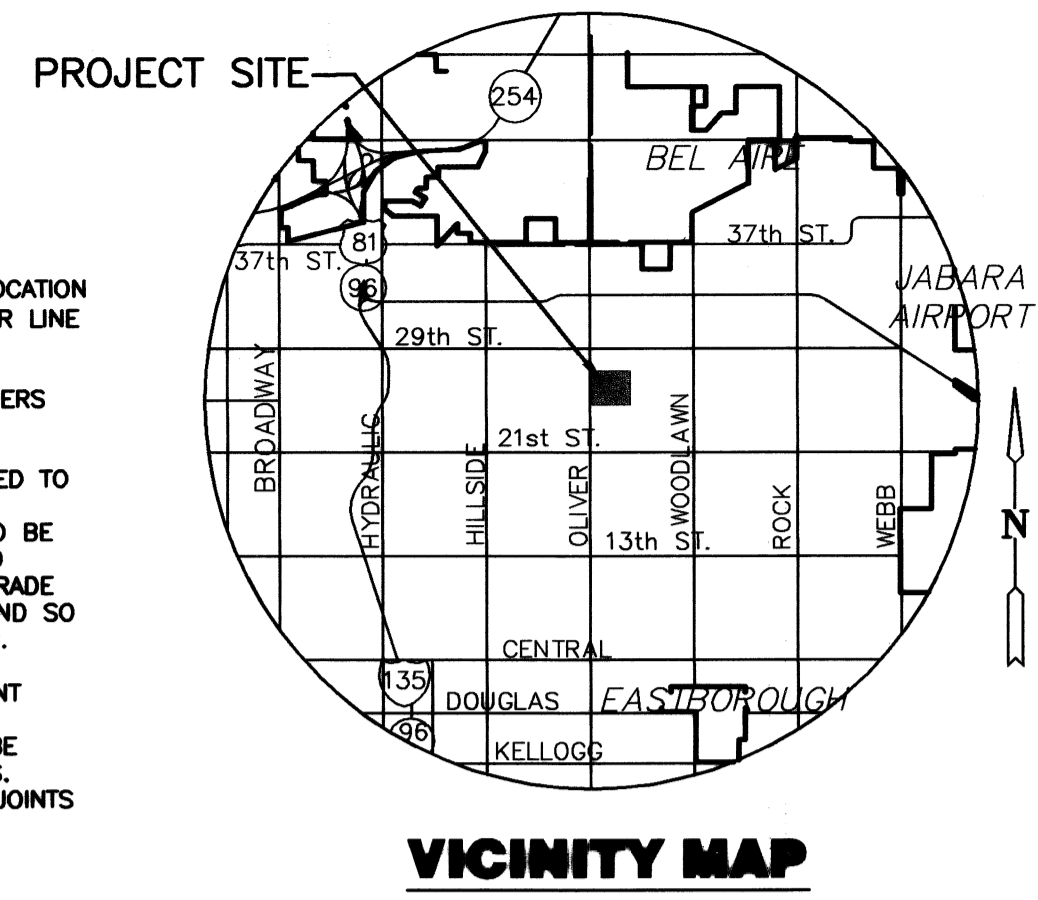 PROJECT SITE
254
BEL AIRE
81
37th ST.
37th ST.
96
JABARA
AIRPORT
29th ST.
BROADWAY
HYDRAULIC
HILLSIDE
OLIVER
WOODLAWN
ROCK
WEBB
21st ST.
13th ST.
N
CENTRAL
135
DOUGLAS
EASTBOROUGH
96
KELLOGG
VICINITY MAP
OCATION
R LINE
ERS
ED TO
O BE
RADE
ND SO
.
NT
BE
S.
JOINTS